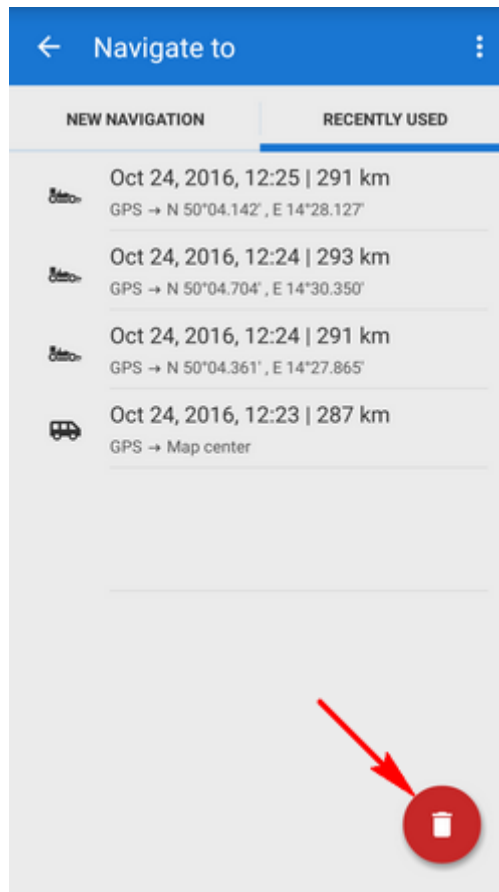 Navigate to
NEW NAVIGATION
RECENTLY USED
Oct 24, 2016, 12:25 | 291 km
GPS → N 50°04.142' , E 14°28.127'
Oct 24, 2016, 12:24 | 293 km
GPS → N 50°04.704' , E 14°30.350'
Oct 24, 2016, 12:24 | 291 km
GPS → N 50°04.361' , E 14°27.865'
Oct 24, 2016, 12:23 | 287 km
GPS → Map center